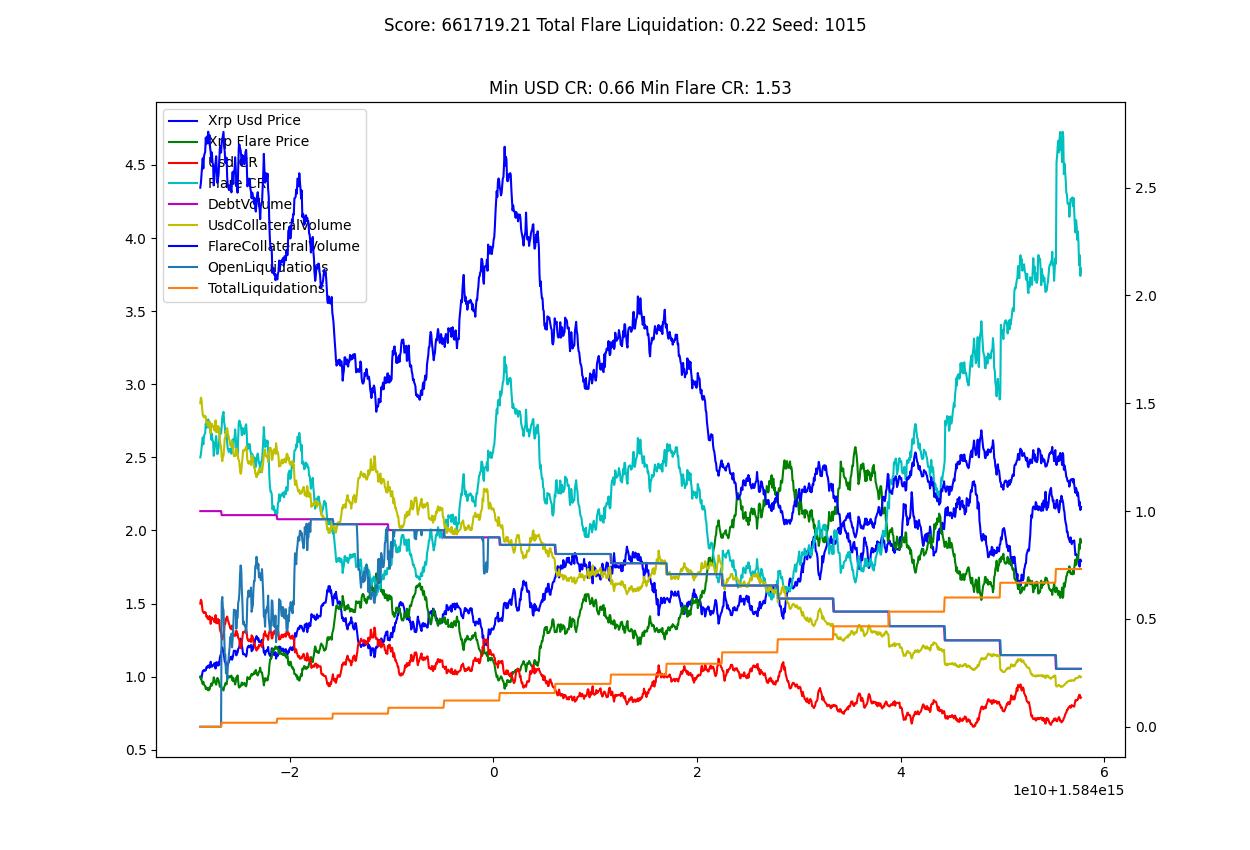 Score: 661719.21 Total Flare Liquidation: 0.22 Seed: 1015
Min USD CR: 0.66 Min Flare CR: 1.53
Xrp Usd Price
Xrp Flare Price
Usd CR
Flare CR
DebtVolume
UsdCollateralVolume
FlareCollateralVolume
OpenLiquidations
TotalLiquidations
4.5
4.0
3.5
3.0
2.5
2.0
1.5
1.0
0.5
2.5
2.0
1.5
1.0
0.5
0.0
−2 0 2 4 6
1e10+1.584e15